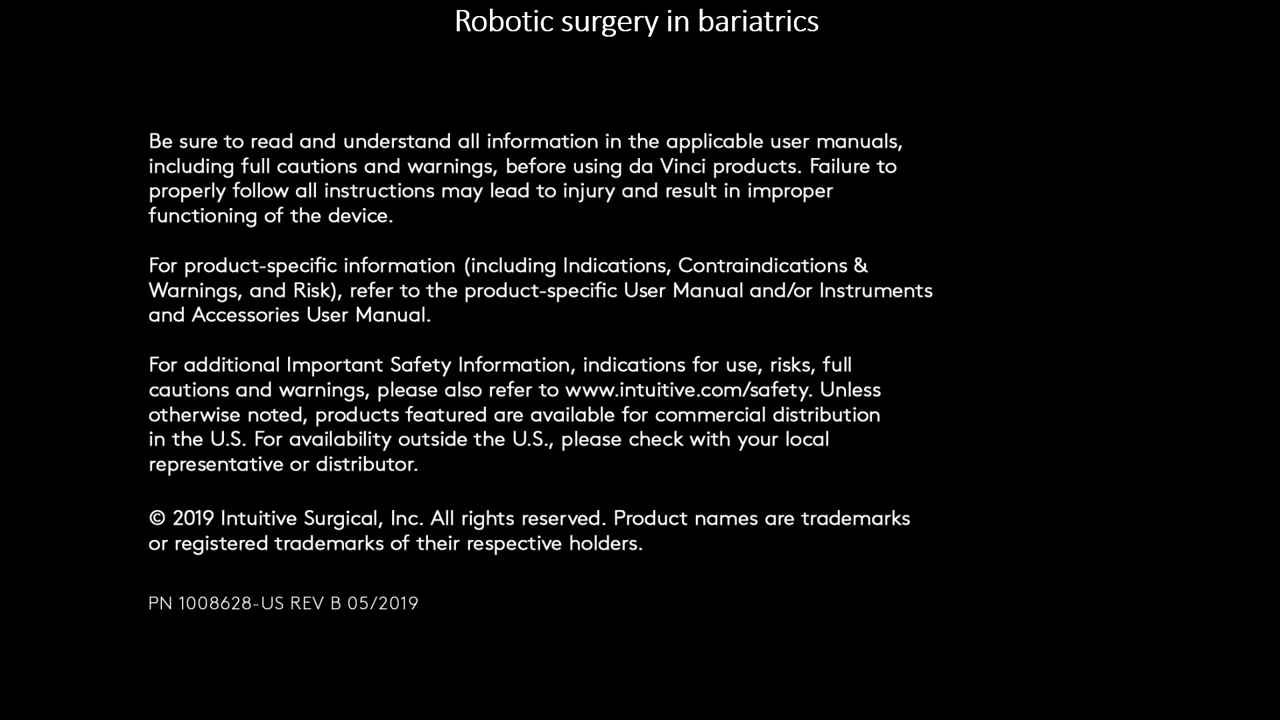 Robotic surgery in bariatrics
Be sure to read and understand all information in the applicable user manuals,
including full cautions and warnings, before using da Vinci products. Failure to
properly follow all instructions may lead to injury and result in improper
functioning of the device.
For product-specific information (including Indications, Contraindications &
Warnings, and Risk), refer to the product-specific User Manual and/or Instruments
and Accessories User Manual.
For additional Important Safety Information, indications for use, risks, full
cautions and warnings, please also refer to www.intuitive.com/safety. Unless
otherwise noted, products featured are available for commercial distribution
in the U.S. For availability outside the U.S., please check with your local
representative or distributor.
© 2019 Intuitive Surgical, Inc. All rights reserved. Product names are trademarks
or registered trademarks of their respective holders.
PN 1008628-US REV B 05/2019